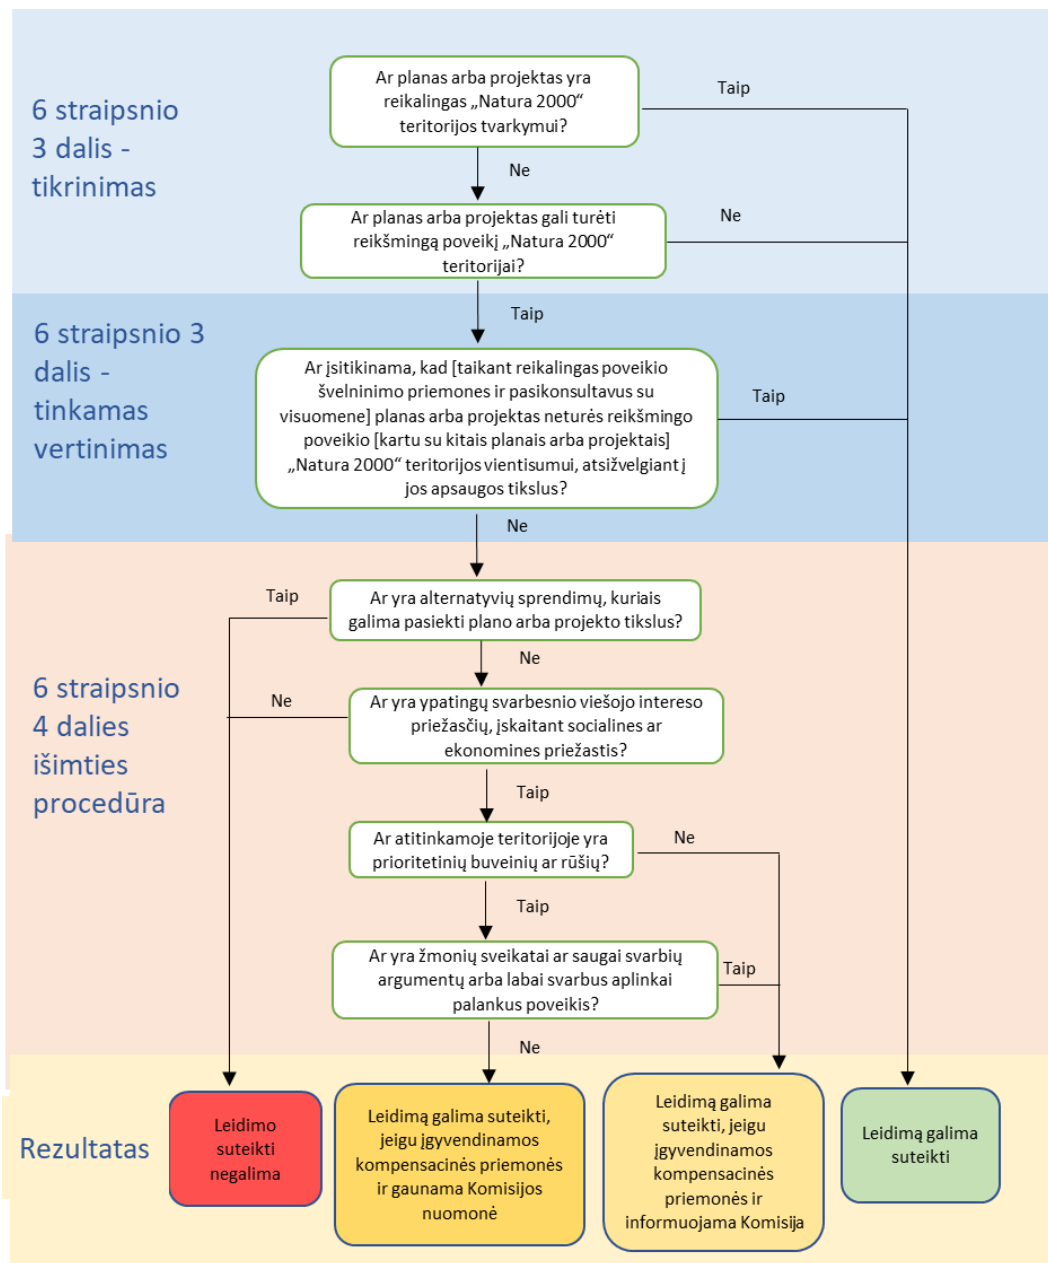 6 straipsnio
3 dalis -
tikrinimas
Ar planas arba projektas yra
reikalingas „Natura 2000“
teritorijos tvarkymui?
Taip
Ne
Ar planas arba projektas gali turėti
reikšmingą poveikį „Natura 2000“
teritorijai?
Ne
Taip
6 straipsnio 3
dalis -
tinkamas
vertinimas
Ar įsitikinama, kad [taikant reikalingas poveikio
švelninimo priemones ir pasikonsultavus su
visuomene] planas arba projektas neturės reikšmingo
poveikio [kartu su kitais planais arba projektais]
„Natura 2000“ teritorijos vientisumui, atsižvelgiant į
jos apsaugos tikslus?
Taip
Ne
6 straipsnio
4 dalies
išimties
procedūra
Ar yra alternatyvių sprendimų, kuriais
galima pasiekti plano arba projekto tikslus?
Taip
Ne
Ar yra ypatingų svarbesnio viešojo intereso
priežasčių, įskaitant socialines ar
ekonomines priežastis?
Ne
Taip
Ar atitinkamoje teritorijoje yra
prioritetinių buveinių ar rūšių?
Ne
Taip
Ar yra žmonių sveikatai ar saugai svarbių
argumentų arba labai svarbus aplinkai
palankus poveikis?
Taip
Ne
Rezultatas
Leidimo
suteikti
negalima
Leidimą galima suteikti,
jeigu įgyvendinamos
kompensacinės priemonės
ir gaunama Komisijos
nuomonė
Leidimą galima
suteikti, jeigu
įgyvendinamos
kompensacinės
priemonės ir
informuojama Komisija
Leidimą galima
suteikti